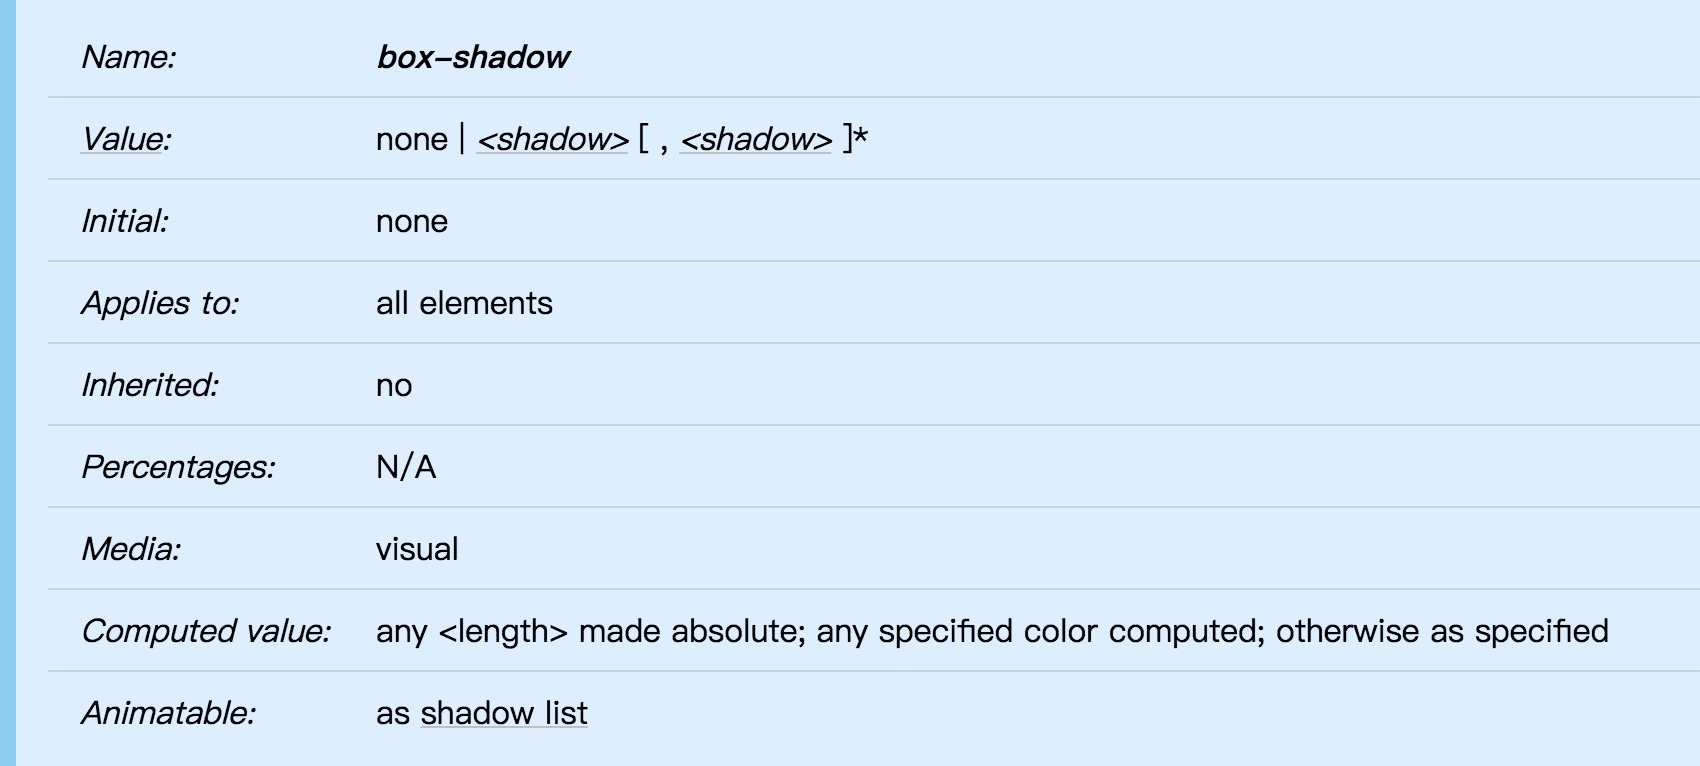 Name: box-shadow
Value: none | <shadow> [ , <shadow> ]*
Initial: none
Applies to: all elements
Inherited: no
Percentages: N/A
Media: visual
Computed value: any <length> made absolute; any specified color computed; otherwise as specified
Animatable: as shadow list